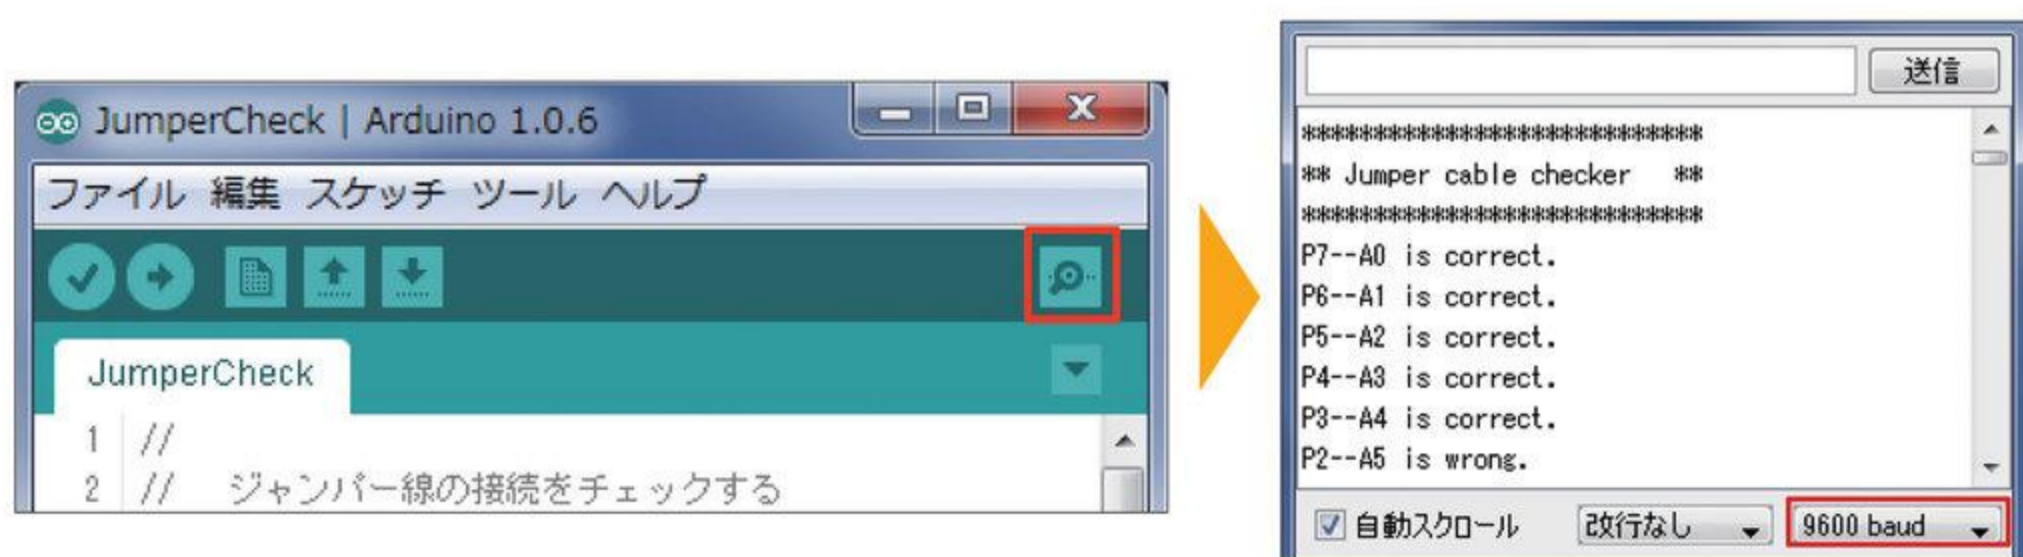 JumperCheck | Arduino 1.0.6
ファイル 編集 スケッチ ツール ヘルプ
JumperCheck
1 //
2 // ジャンパー線の接続をチェックする
送信
****************************
** Jumper cable checker **
****************************
P7--A0 is correct.
P6--A1 is correct.
P5--A2 is correct.
P4--A3 is correct.
P3--A4 is correct.
P2--A5 is wrong.
自動スクロール 改行なし 9600 baud